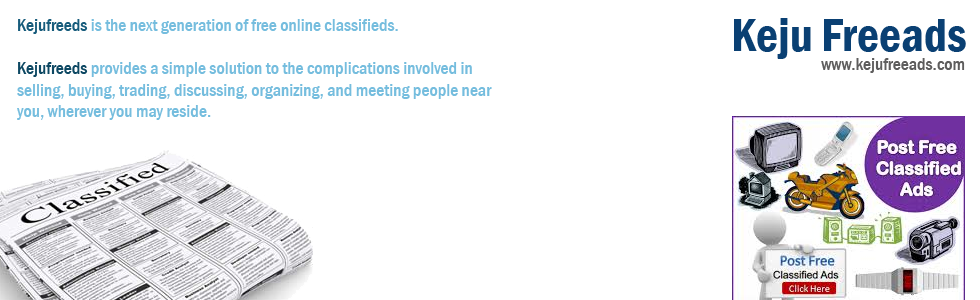 Kejufreeds is the next generation of free online classifieds.
Kejufreeds provides a simple solution to the complications involved in
selling, buying, trading, discussing, organizing, and meeting people near
you, wherever you may reside.
Keju Freeads
www.kejufreeads.com
Classified
Post Free
Classified
Ads
Post Free
Classified Ads
Click Here